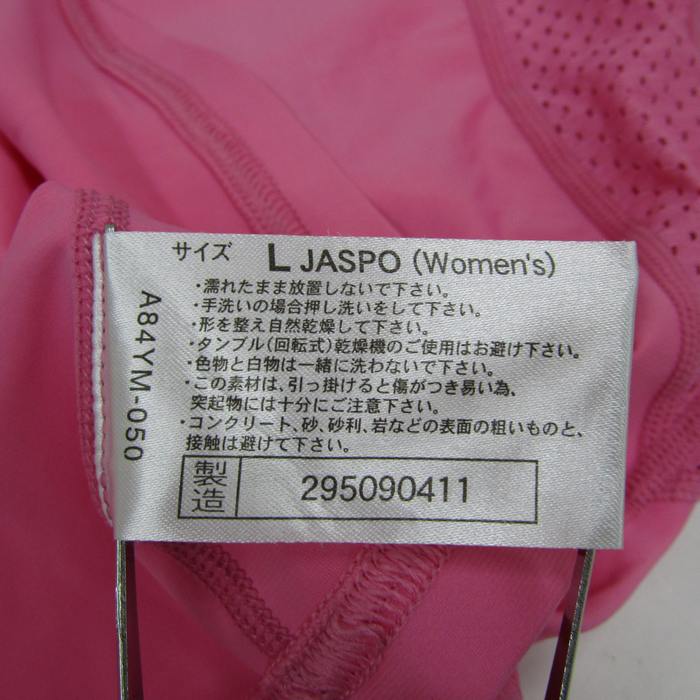 サイズ L JASPO (Women's)
・濡れたまま放置しないで下さい。
・手洗いの場合押し洗いをして下さい。
・形を整え自然乾燥して下さい。
・タンブル(回転式)乾燥機のご使用はお避け下さい。
・色物と白物は一緒に洗わないで下さい。
・この素材は、引っ掛けると傷がつき易い為、
突起物には十分にご注意下さい。
・コンクリート、砂、砂利、岩などの表面の粗いものと、
接触は避けて下さい。
製造 295090411
A84YM-050